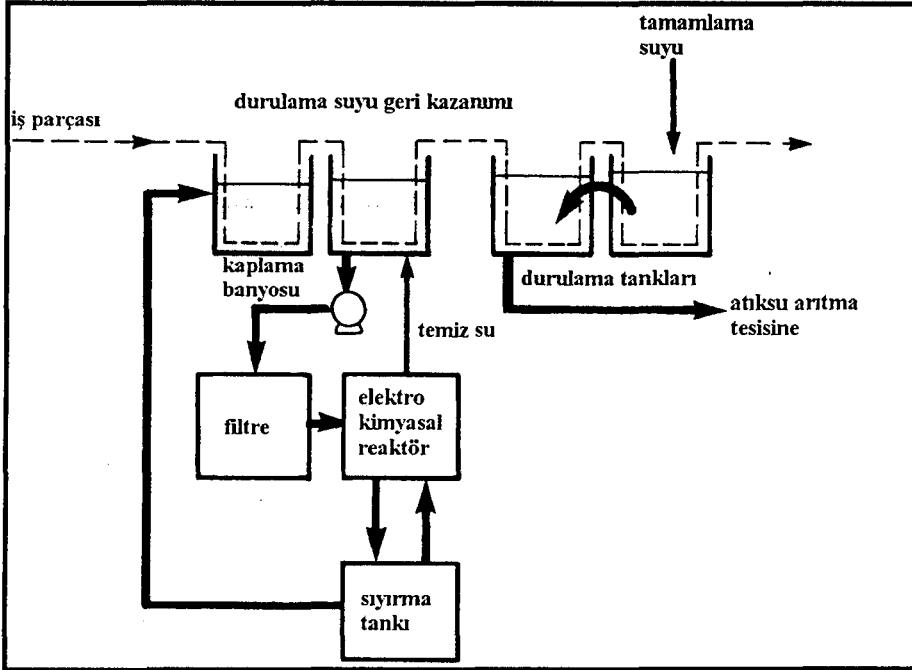 tamamlama
suyu
durulama suyu geri kazanımı
iş parçası
kaplama
banyosu
durulama tankları
temiz su
atıksu arıtma
tesisine
filtre
elektro
kimyasal
reaktör
sıyırma
tankı